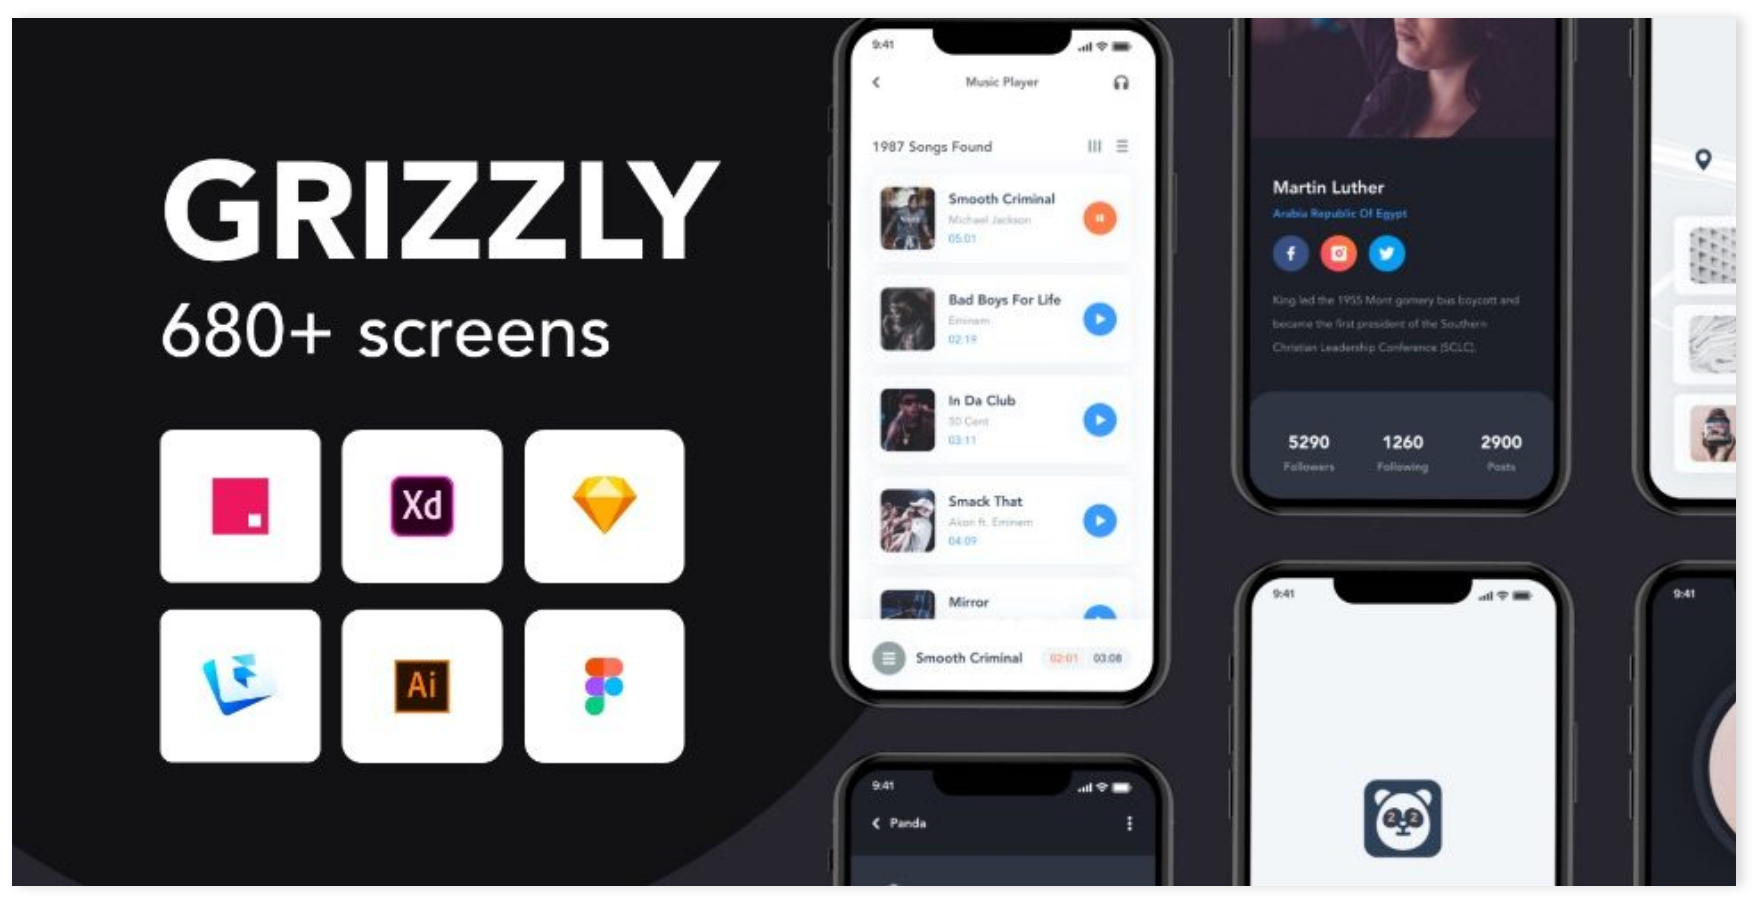 GRIZZLY
680+ screens
Xd
Ai
9:41
Music Player
1987 Songs Found
Smooth Criminal
Michael Jackson
05:01
Bad Boys For Life
Eminem
02:19
In Da Club
50 Cent
03:11
Smack That
Akon ft. Eminem
04:09
Mirror
Smooth Criminal
02:01 03:08
9:41
Panda
Martin Luther
Arabia Republic Of Egypt
King led the 1955 Mont gomery bus boycott and
became the first president of the Southern
Christian Leadership Conference (SCLC).
5290 1260 2900
Followers Following Posts
9:41
9:41